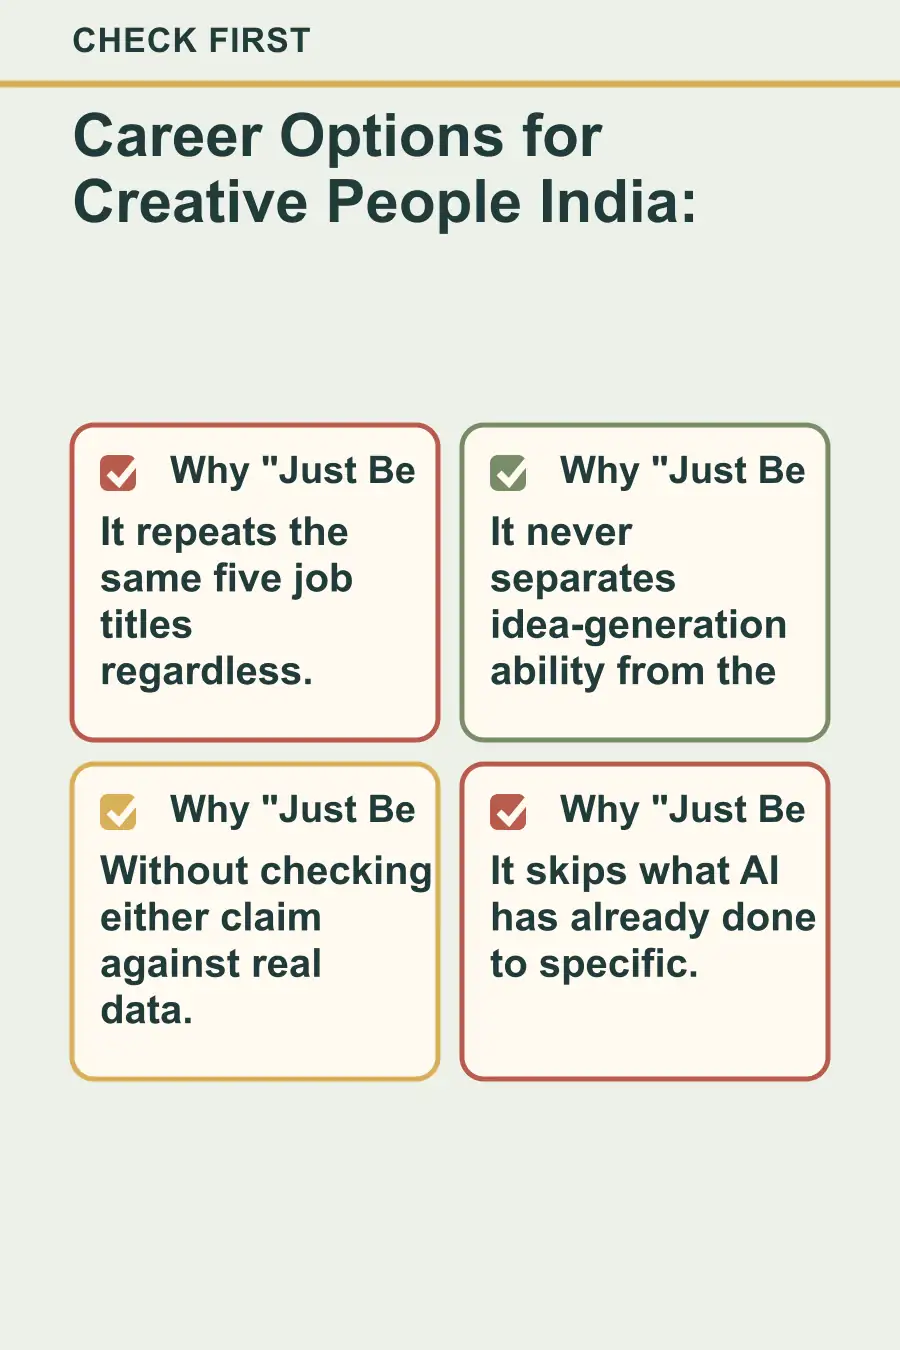 CHECK FIRST
Career Options for
Creative People India:
Why "Just Be
It repeats the
same five job
titles
regardless.
Why "Just Be
It never
separates
idea-generation
ability from the
Why "Just Be
Without checking
either claim
against real
data.
Why "Just Be
It skips what AI
has already done
to specific.